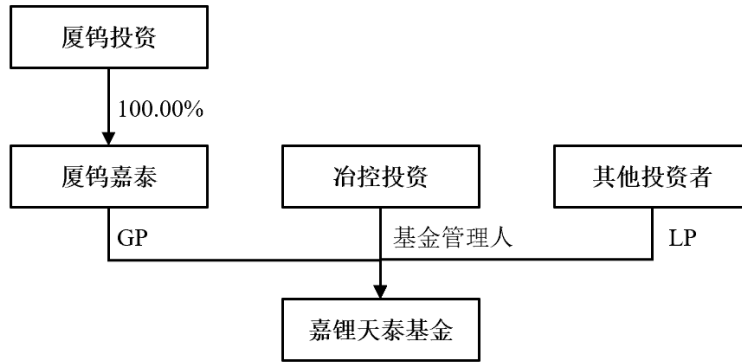 厦钨投资
100.00%
厦钨嘉泰
冶控投资
其他投资者
GP
基金管理人
LP
嘉锂天泰基金